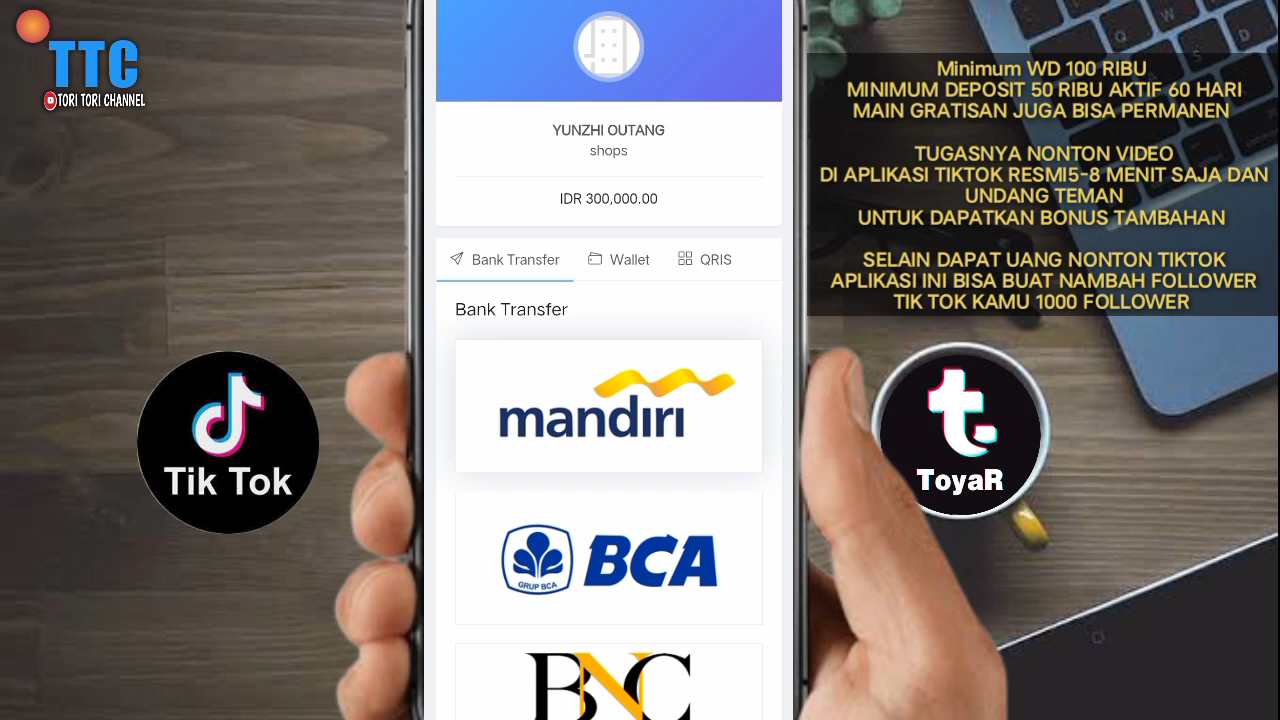 TTC
TORI TORI CHANNEL
YUNZHI OUTANG
shops
IDR 300,000.00
Bank Transfer
Wallet
QRIS
Bank Transfer
mandiri
GRUP BCA
BCA
BNC
Minimum WD 100 RIBU
MINIMUM DEPOSIT 50 RIBU AKTIF 60 HARI
MAIN GRATISAN JUGA BISA PERMANEN
TUGASNYA NONTON VIDEO
DI APLIKASI TIKTOK RESMI5-8 MENIT SAJA DAN
UNDANG TEMAN
UNTUK DAPATKAN BONUS TAMBAHAN
SELAIN DAPAT UANG NONTON TIKTOK
APLIKASI INI BISA BUAT NAMBAH FOLLOWER
TIK TOK KAMU 1000 FOLLOWER
Tik Tok
t
ToyaR